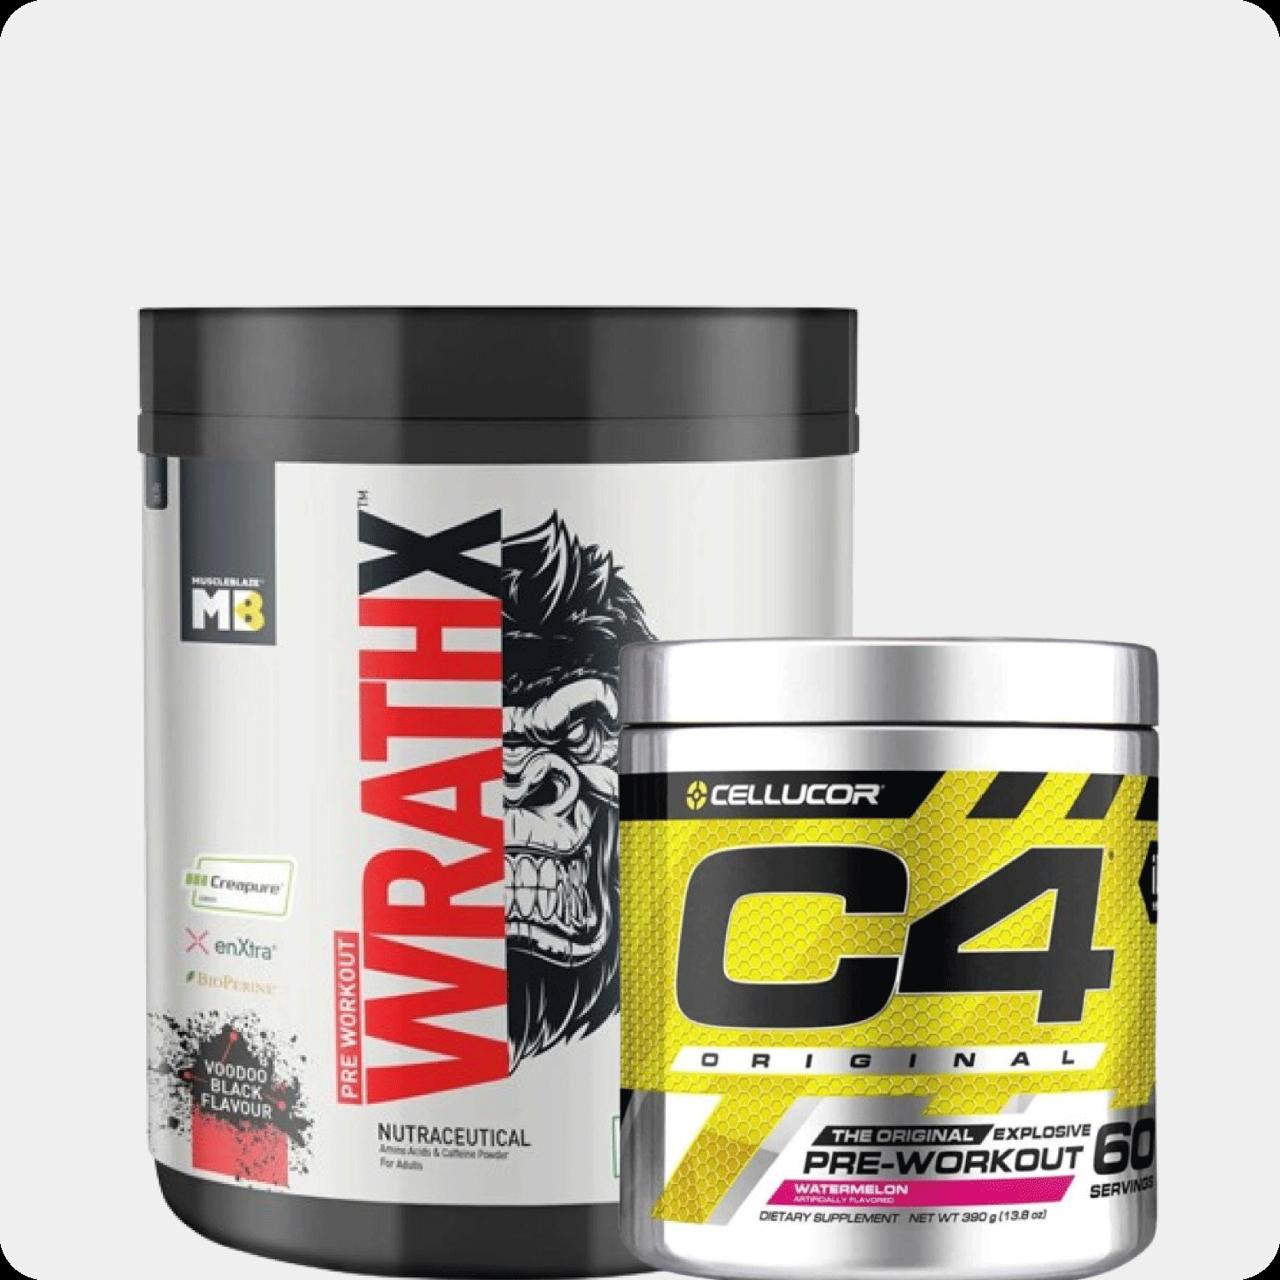 MUSCLEBLAZE
MB
WRATHX™
PRE WORKOUT
Creapure®
enXtra®
BIOPERINE®
VOODOO
BLACK
FLAVOUR
NUTRACEUTICAL
Amino Acids & Caffeine Powder
For Adults
CELLUCOR®
C4®
ORIGINAL
THE ORIGINAL EXPLOSIVE
PRE-WORKOUT
60
SERVINGS
WATERMELON
ARTIFICIALLY FLAVORED
DIETARY SUPPLEMENT NET WT 390 g (13.8 oz)